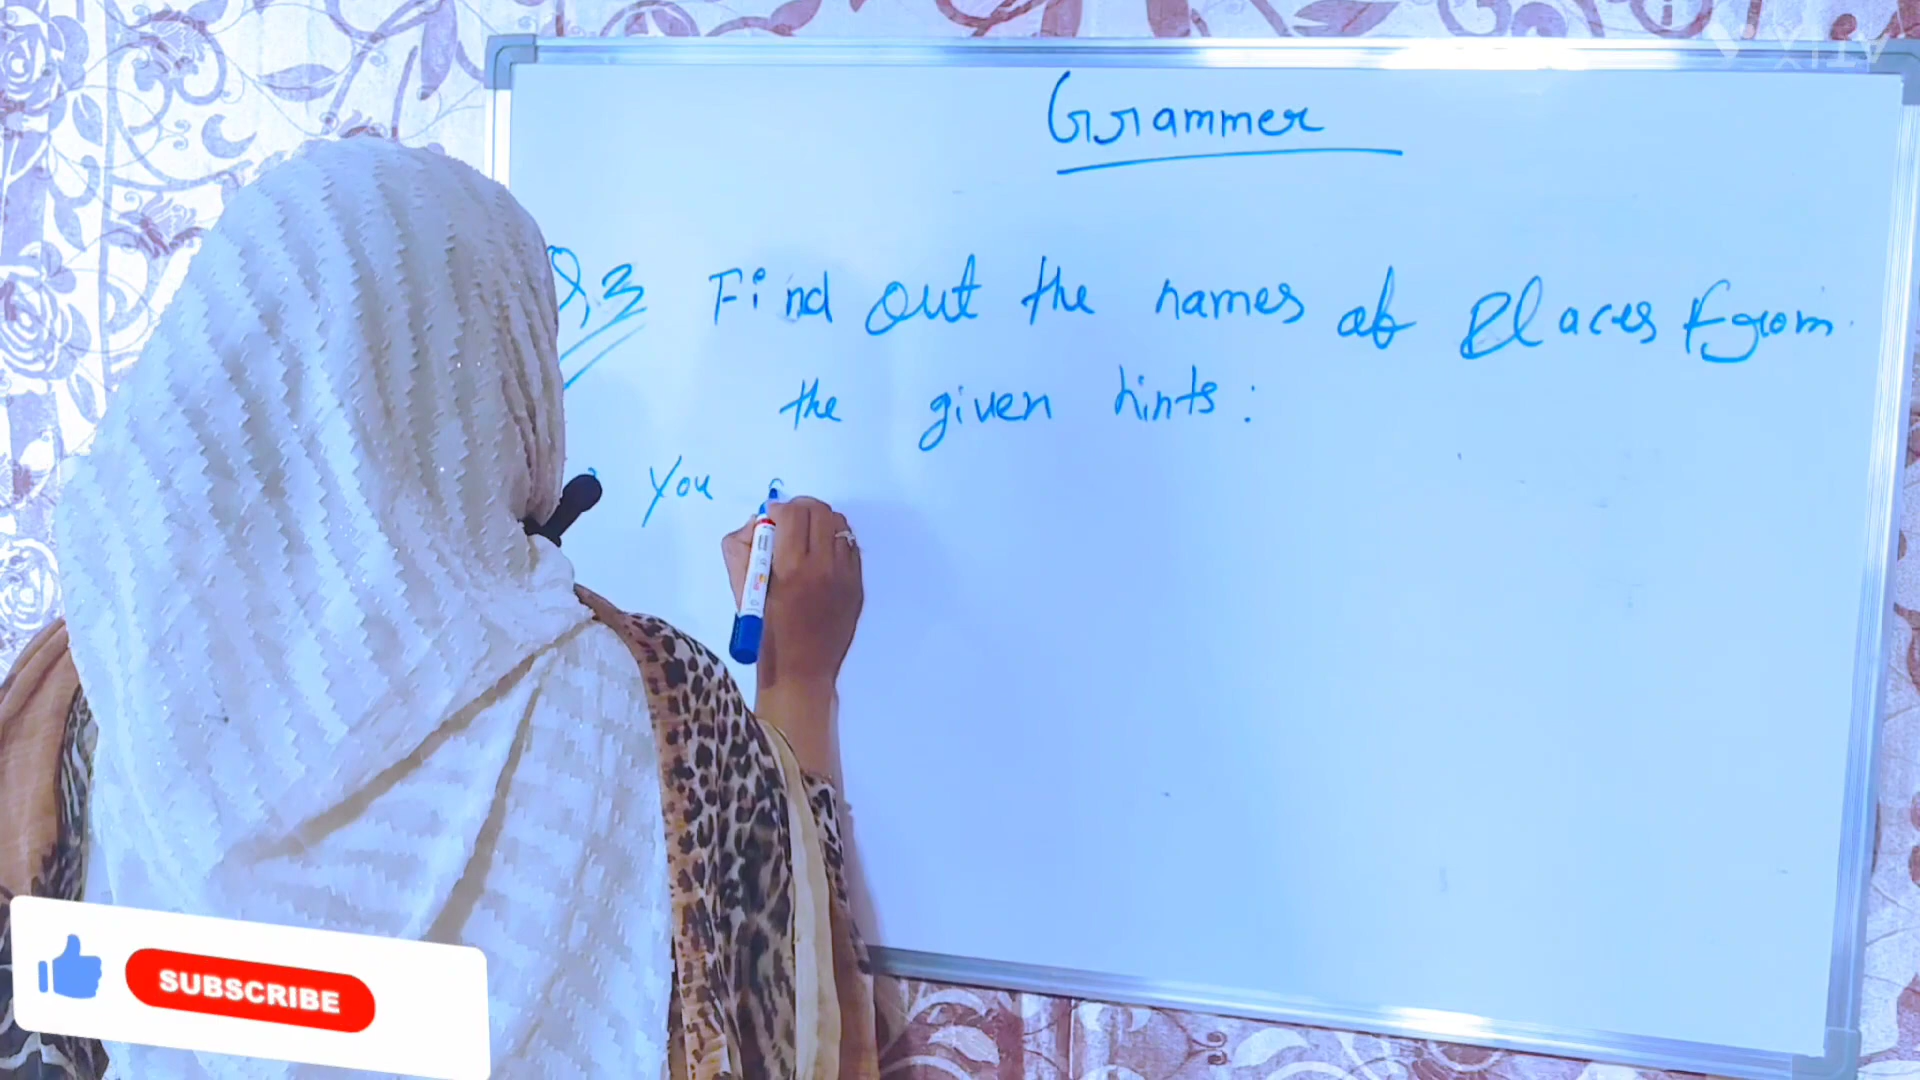 Grammer
Q.3 Find out the names of Places from
the given hints:
You
SUBSCRIBE